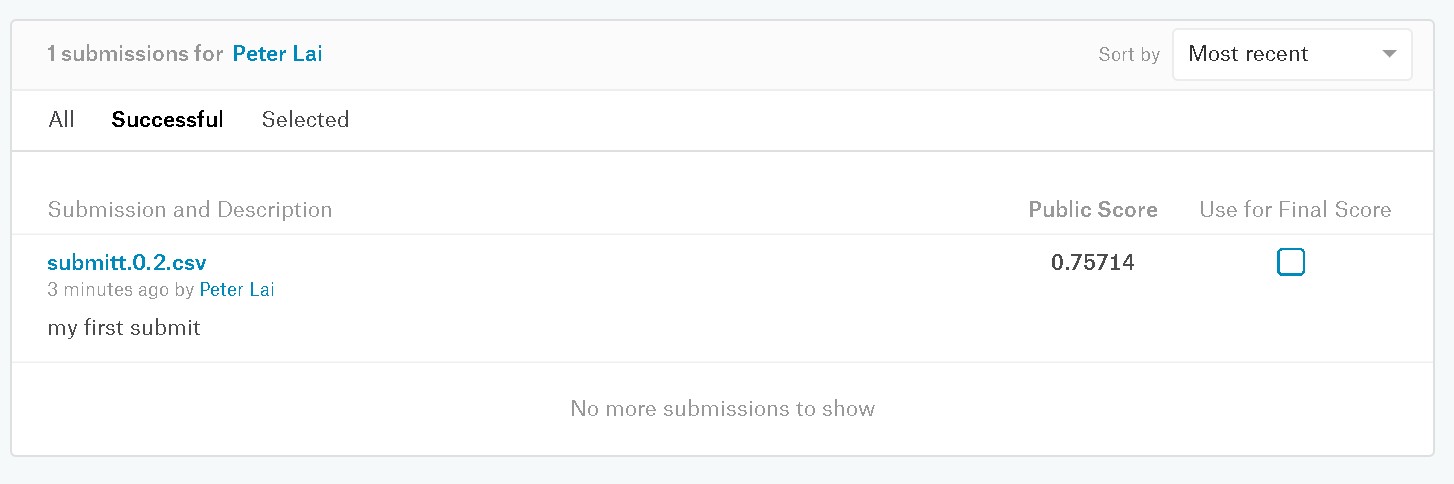 1 submissions for Peter Lai Sort by Most recent
All Successful Selected
Submission and Description Public Score Use for Final Score
submitt.0.2.csv 0.75714
3 minutes ago by Peter Lai
my first submit
No more submissions to show